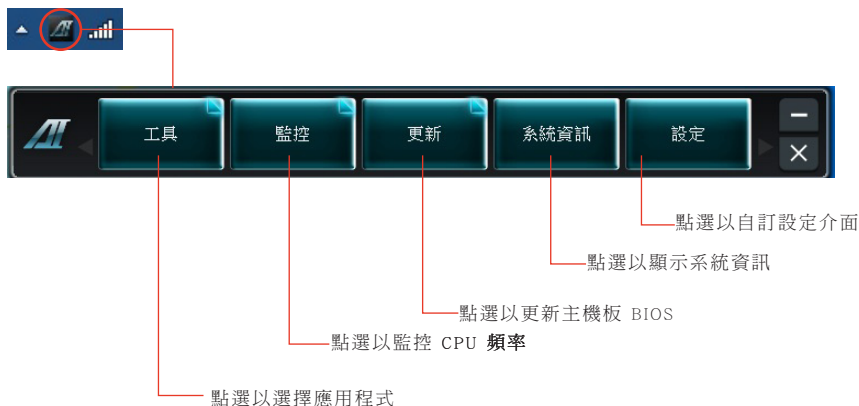 工具 監控 更新 系統資訊 設定
點選以自訂設定介面
點選以顯示系統資訊
點選以更新主機板 BIOS
點選以監控 CPU 頻率
點選以選擇應用程式